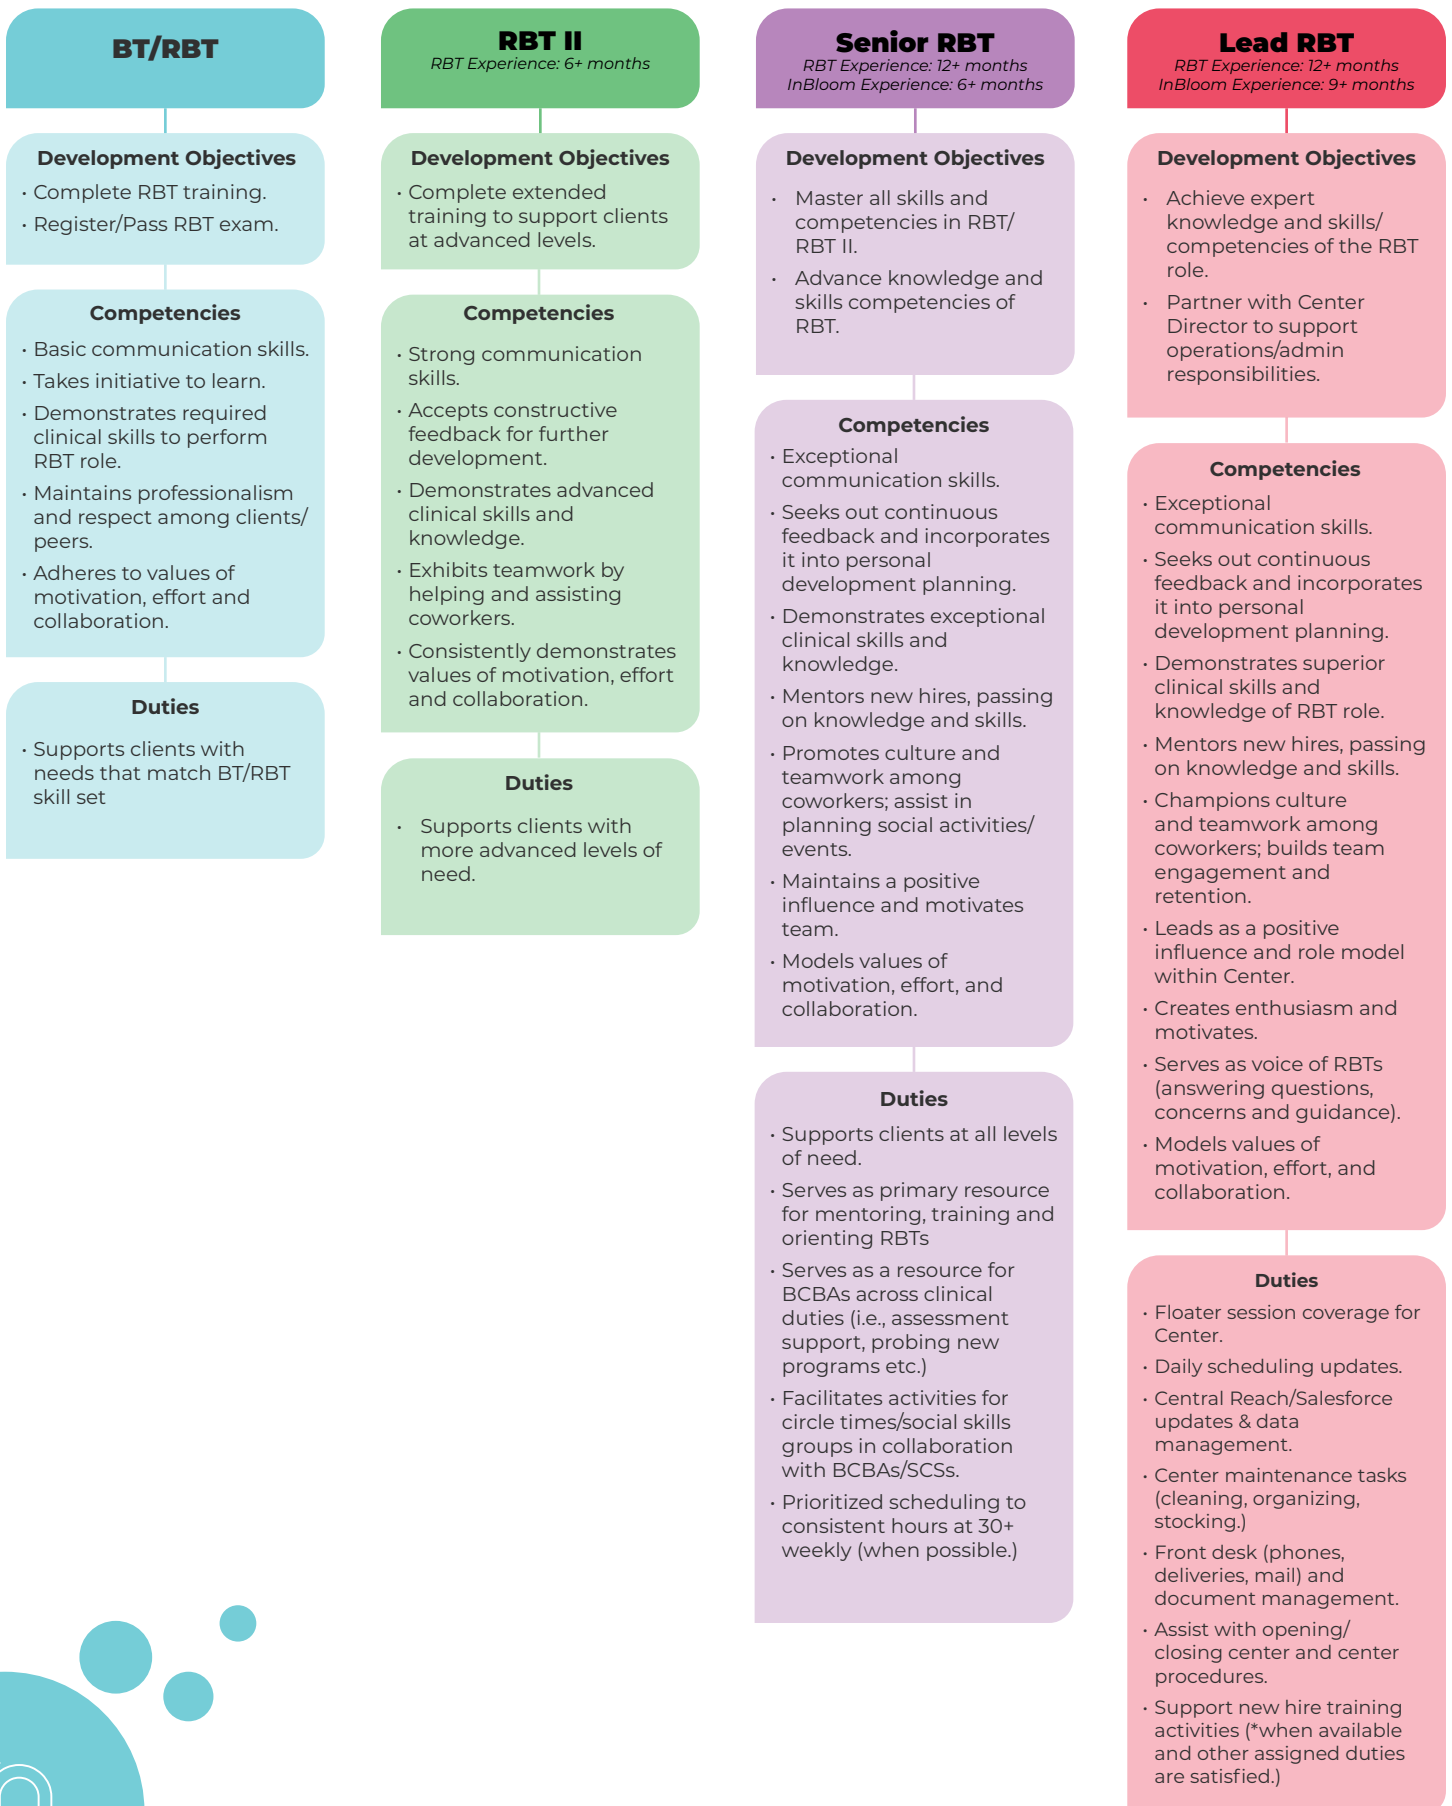 BT/RBT
Development Objectives
• Complete RBT training.
• Register/Pass RBT exam.
Competencies
• Basic communication skills.
• Takes initiative to learn.
• Demonstrates required
clinical skills to perform
RBT role.
• Maintains professionalism
and respect among clients/
peers.
• Adheres to values of
motivation, effort and
collaboration.
Duties
• Supports clients with
needs that match BT/RBT
skill set
RBT II
RBT Experience: 6+ months
Development Objectives
• Complete extended
training to support clients
at advanced levels.
Competencies
• Strong communication
skills.
• Accepts constructive
feedback for further
development.
• Demonstrates advanced
clinical skills and
knowledge.
• Exhibits teamwork by
helping and assisting
coworkers.
• Consistently demonstrates
values of motivation, effort
and collaboration.
Duties
• Supports clients with
more advanced levels of
need.
Senior RBT
RBT Experience: 12+ months
InBloom Experience: 6+ months
Development Objectives
• Master all skills and
competencies in RBT/
RBT II.
• Advance knowledge and
skills competencies of
RBT.
Competencies
• Exceptional
communication skills.
• Seeks out continuous
feedback and incorporates
it into personal
development planning.
• Demonstrates exceptional
clinical skills and
knowledge.
• Mentors new hires, passing
on knowledge and skills.
• Promotes culture and
teamwork among
coworkers; assist in
planning social activities/
events.
• Maintains a positive
influence and motivates
team.
• Models values of
motivation, effort, and
collaboration.
Duties
• Supports clients at all levels
of need.
• Serves as primary resource
for mentoring, training and
orienting RBTs
• Serves as a resource for
BCBAs across clinical
duties (i.e., assessment
support, probing new
programs etc.)
• Facilitates activities for
circle times/social skills
groups in collaboration
with BCBAs/SCSs.
• Prioritized scheduling to
consistent hours at 30+
weekly (when possible.)
Lead RBT
RBT Experience: 12+ months
InBloom Experience: 9+ months
Development Objectives
• Achieve expert
knowledge and skills/
competencies of the RBT
role.
• Partner with Center
Director to support
operations/admin
responsibilities.
Competencies
• Exceptional
communication skills.
• Seeks out continuous
feedback and incorporates
it into personal
development planning.
• Demonstrates superior
clinical skills and
knowledge of RBT role.
• Mentors new hires, passing
on knowledge and skills.
• Champions culture
and teamwork among
coworkers; builds team
engagement and
retention.
• Leads as a positive
influence and role model
within Center.
• Creates enthusiasm and
motivates.
• Serves as voice of RBTs
(answering questions,
concerns and guidance).
• Models values of
motivation, effort, and
collaboration.
Duties
• Floater session coverage for
Center.
• Daily scheduling updates.
• Central Reach/Salesforce
updates & data
management.
• Center maintenance tasks
(cleaning, organizing,
stocking.)
• Front desk (phones,
deliveries, mail) and
document management.
• Assist with opening/
closing center and center
procedures.
• Support new hire training
activities (*when available
and other assigned duties
are satisfied.)